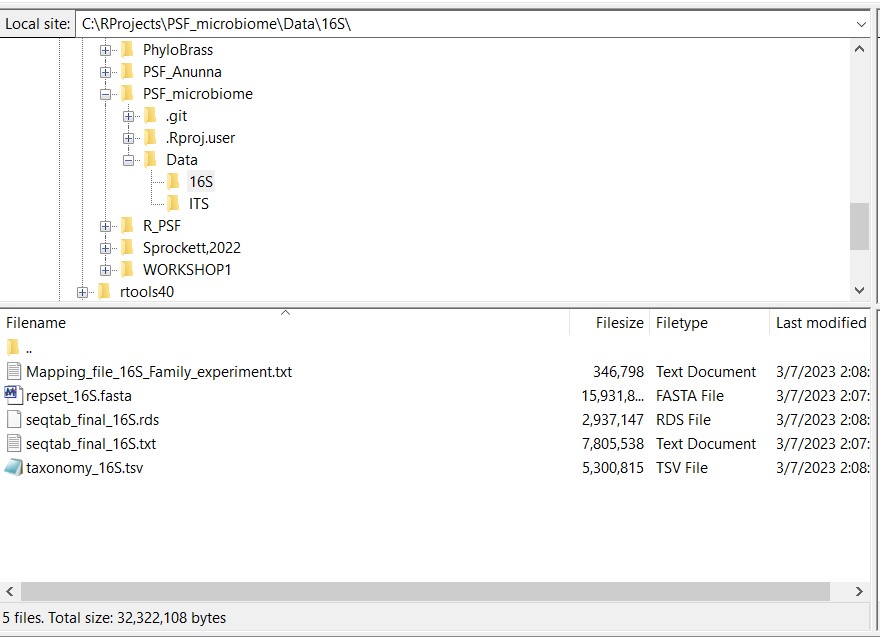 Local site: C:\RProjects\PSF_microbiome\Data\16S\
PhyloBrass
PSF_Anunna
PSF_microbiome
.git
.Rproj.user
Data
16S
ITS
R_PSF
Sprockett,2022
WORKSHOP1
rtools40
Filename Filesize Filetype Last modified
..
Mapping_file_16S_Family_experiment.txt 346,798 Text Document 3/7/2023 2:08:
repset_16S.fasta 15,931,8... FASTA File 3/7/2023 2:07:
seqtab_final_16S.rds 2,937,147 RDS File 3/7/2023 2:08:
seqtab_final_16S.txt 7,805,538 Text Document 3/7/2023 2:07:
taxonomy_16S.tsv 5,300,815 TSV File 3/7/2023 2:08:
5 files. Total size: 32,322,108 bytes